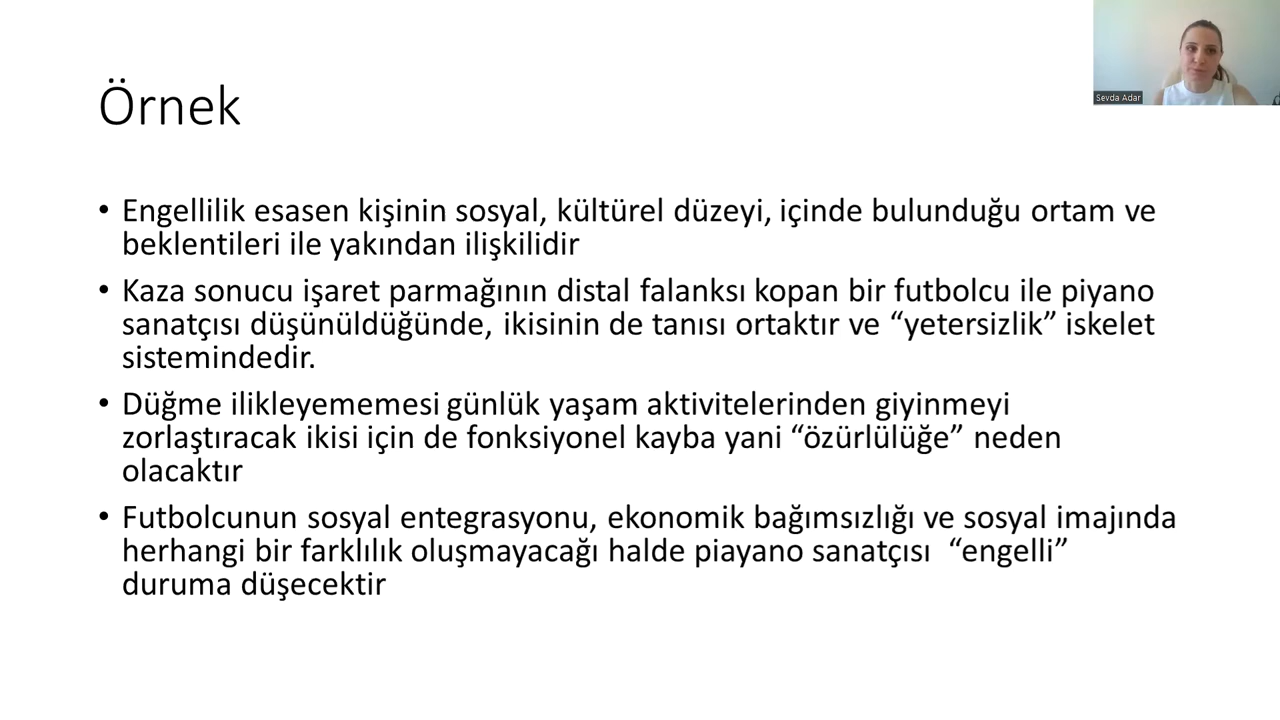 Sevda Adar
Örnek
• Engellilik esasen kişinin sosyal, kültürel düzeyi, içinde bulunduğu ortam ve
beklentileri ile yakından ilişkilidir
• Kaza sonucu işaret parmağının distal falanksı kopan bir futbolcu ile piyano
sanatçısı düşünüldüğünde, ikisinin de tanısı ortaktır ve “yetersizlik” iskelet
sistemindedir.
• Düğme ilikleyememesi günlük yaşam aktivitelerinden giyinmeyi
zorlaştıracak ikisi için de fonksiyonel kayba yani “özürlülüğe” neden
olacaktır
• Futbolcunun sosyal entegrasyonu, ekonomik bağımsızlığı ve sosyal imajında
herhangi bir farklılık oluşmayacağı halde piayano sanatçısı “engelli”
duruma düşecektir